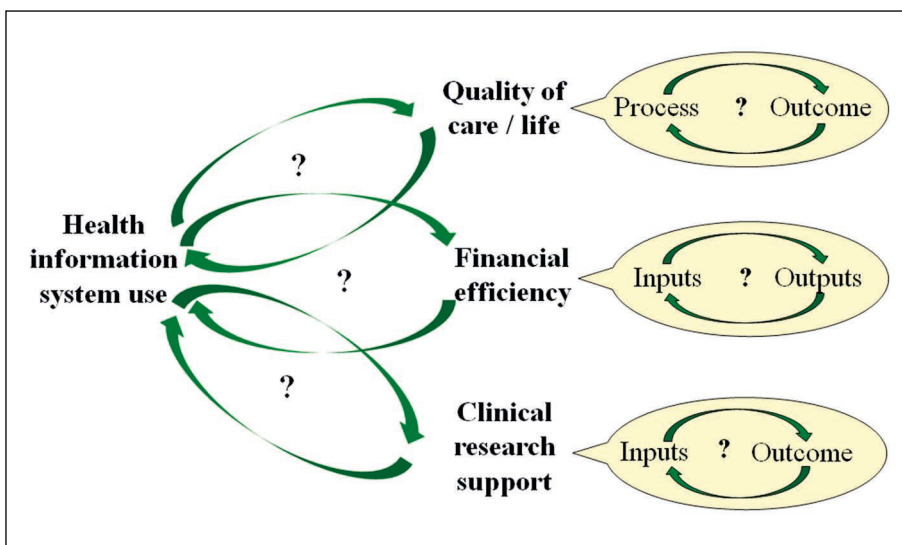 Quality of
care / life
Process ? Outcome
?
Health
information
system use
?
Financial
efficiency
Inputs ? Outputs
?
Clinical
research
support
Inputs ? Outcome